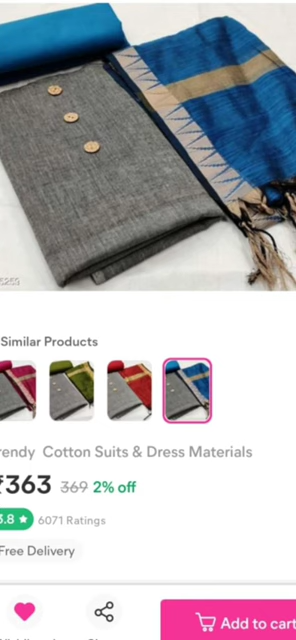 Similar Products
Cotton Suits & Dress Materials
₹363 369 2% off
3.8 ★ 6071 Ratings
Free Delivery
Add to cart